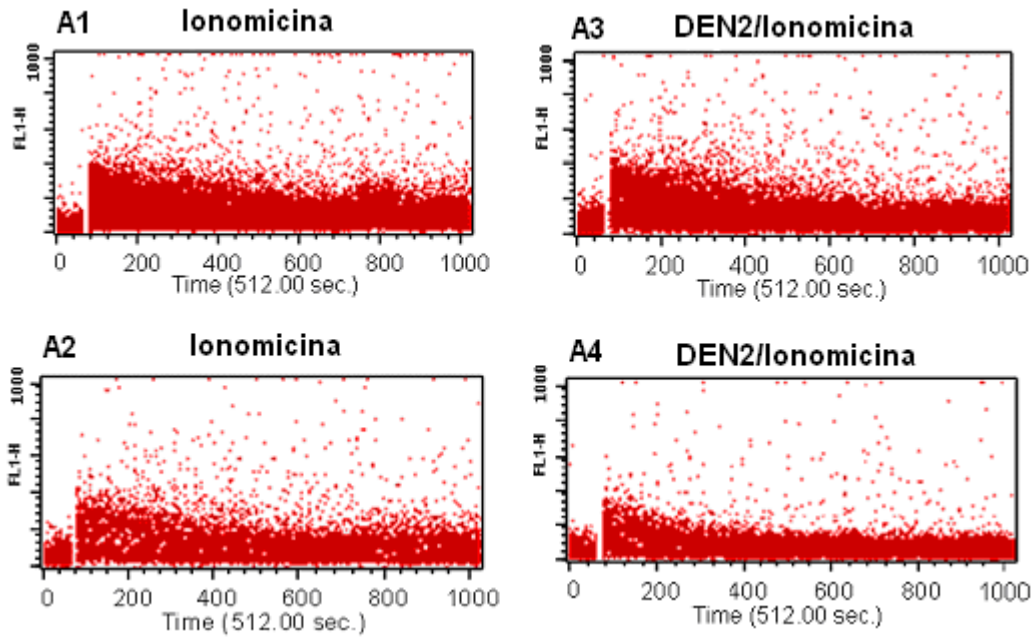 A1 Ionomicina
1000
FL1-H
0 200 400 600 800 1000
Time (512.00 sec.)
A3 DEN2/Ionomicina
1000
FL1-H
0 200 400 600 800 1000
Time (512.00 sec.)
A2 Ionomicina
1000
FL1-H
0 200 400 600 800 1000
Time (512.00 sec.)
A4 DEN2/Ionomicina
1000
FL1-H
0 200 400 600 800 1000
Time (512.00 sec.)